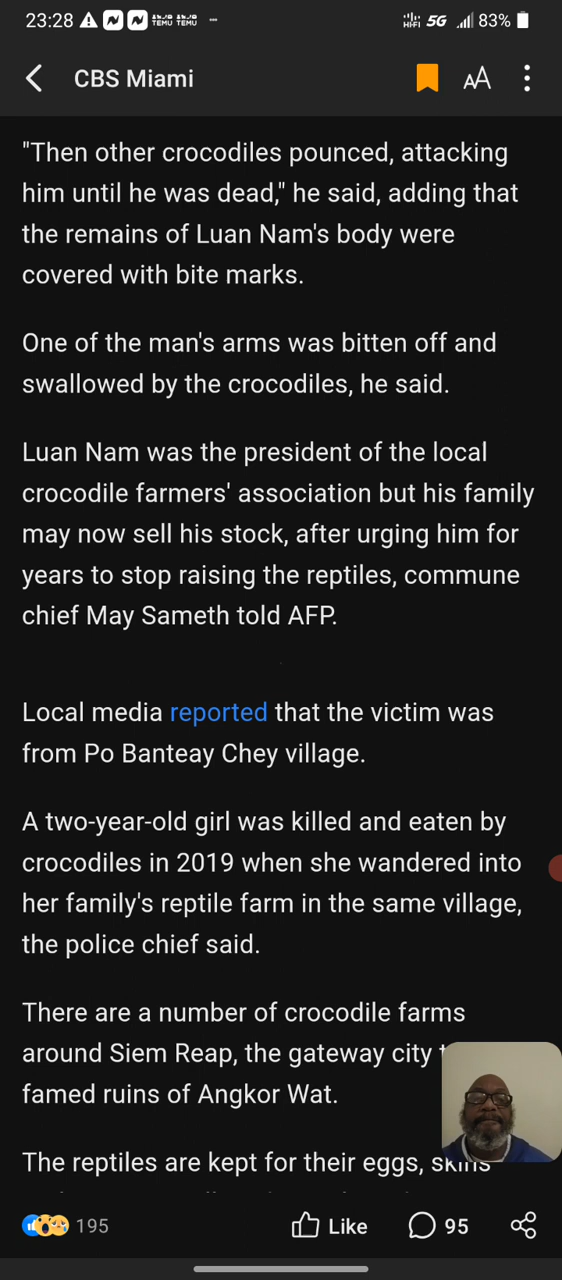 23:28
TEMU TEMU
5G
83%
CBS Miami
AA
"Then other crocodiles pounced, attacking
him until he was dead," he said, adding that
the remains of Luan Nam's body were
covered with bite marks.
One of the man's arms was bitten off and
swallowed by the crocodiles, he said.
Luan Nam was the president of the local
crocodile farmers' association but his family
may now sell his stock, after urging him for
years to stop raising the reptiles, commune
chief May Sameth told AFP.
Local media reported that the victim was
from Po Banteay Chey village.
A two-year-old girl was killed and eaten by
crocodiles in 2019 when she wandered into
her family's reptile farm in the same village,
the police chief said.
There are a number of crocodile farms
around Siem Reap, the gateway city
famed ruins of Angkor Wat.
The reptiles are kept for their eggs, skins
195
Like
95